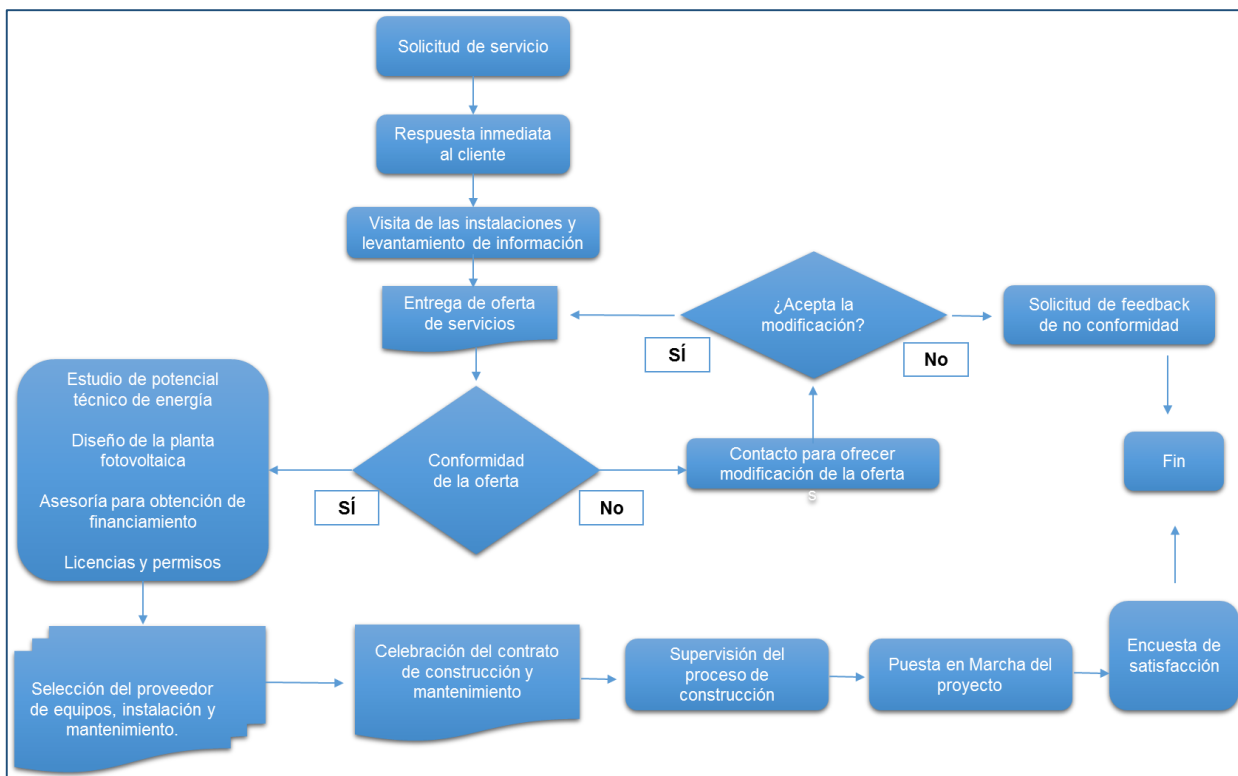 Solicitud de servicio
Respuesta inmediata
al cliente
Visita de las instalaciones y
levantamiento de información
Entrega de oferta
de servicios
¿Acepta la
modificación?
Solicitud de feedback
de no conformidad
SÍ
No
Estudio de potencial
técnico de energía
Diseño de la planta
fotovoltaica
Asesoría para obtención de
financiamiento
Licencias y permisos
Conformidad
de la oferta
SÍ
No
Contacto para ofrecer
modificación de la oferta
s
Fin
Selección del proveedor
de equipos, instalación y
mantenimiento.
Celebración del contrato
de construcción y
mantenimiento
Supervisión del
proceso de
construcción
Puesta en Marcha del
proyecto
Encuesta de
satisfacción